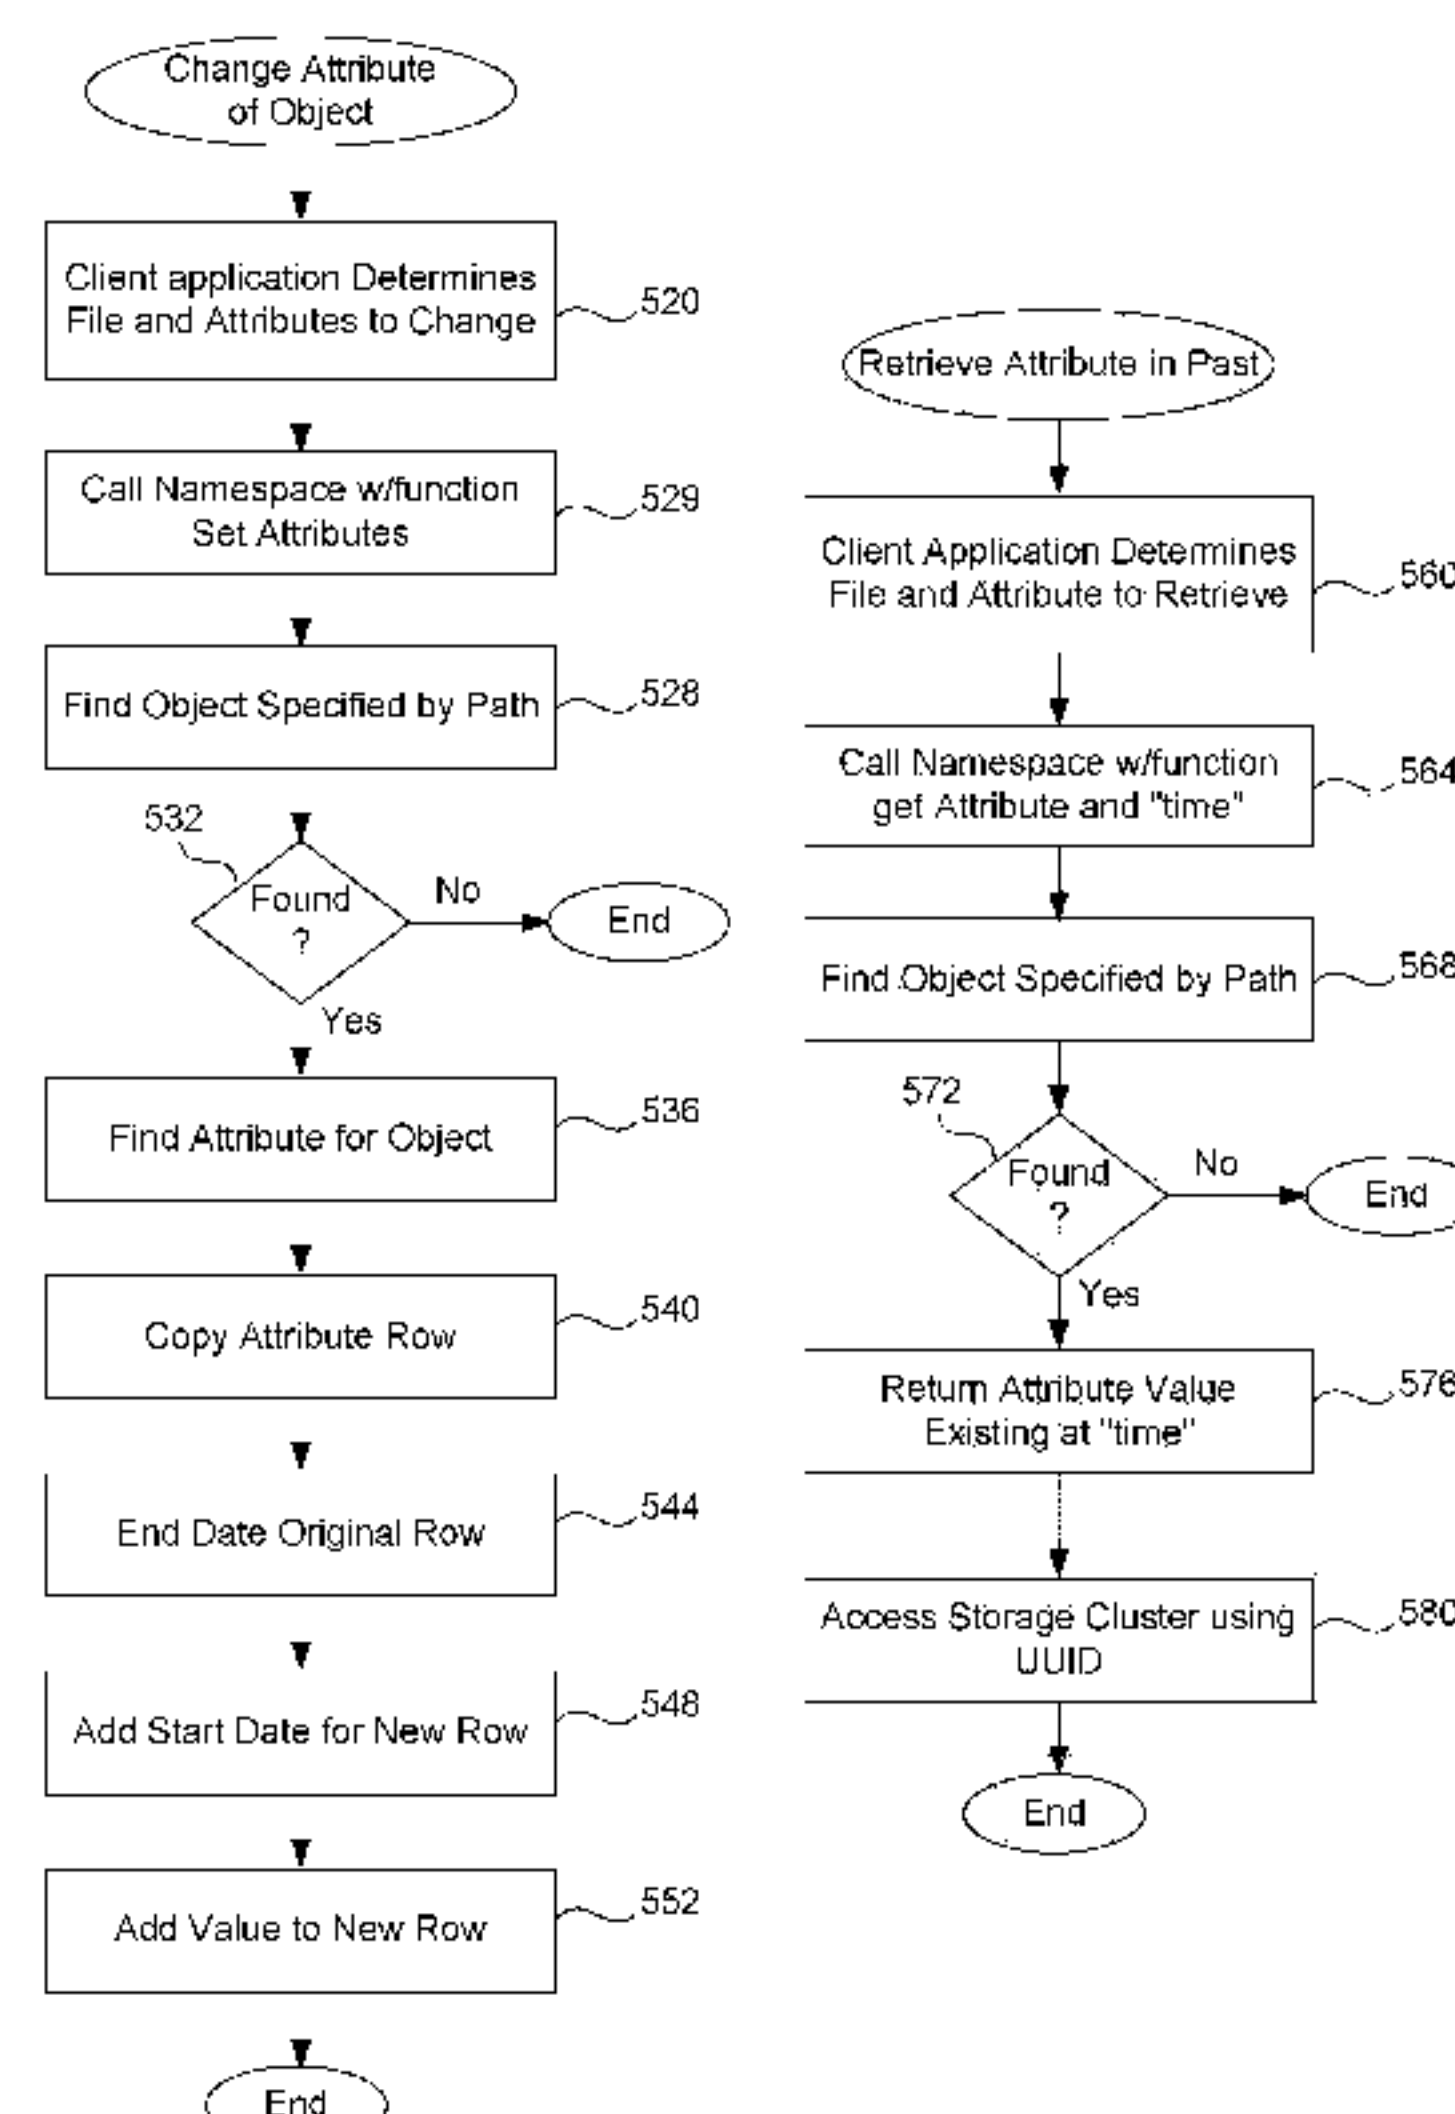 Change Attribute
of Object
Client application Determines
File and Attributes to Change
520
Call Namespace w/function
Set Attributes
529
Find Object Specified by Path
528
532
Found
?
No
End
Yes
Find Attribute for Object
536
Copy Attribute Row
540
End Date Original Row
544
Add Start Date for New Row
548
Add Value to New Row
552
End
Retrieve Attribute in Past
Client Application Determines
File and Attribute to Retrieve
560
Call Namespace w/function
get Attribute and "time"
564
Find Object Specified by Path
568
572
Found
?
No
End
Yes
Return Attribute Value
Existing at "time"
576
Access Storage Cluster using
UUID
580
End